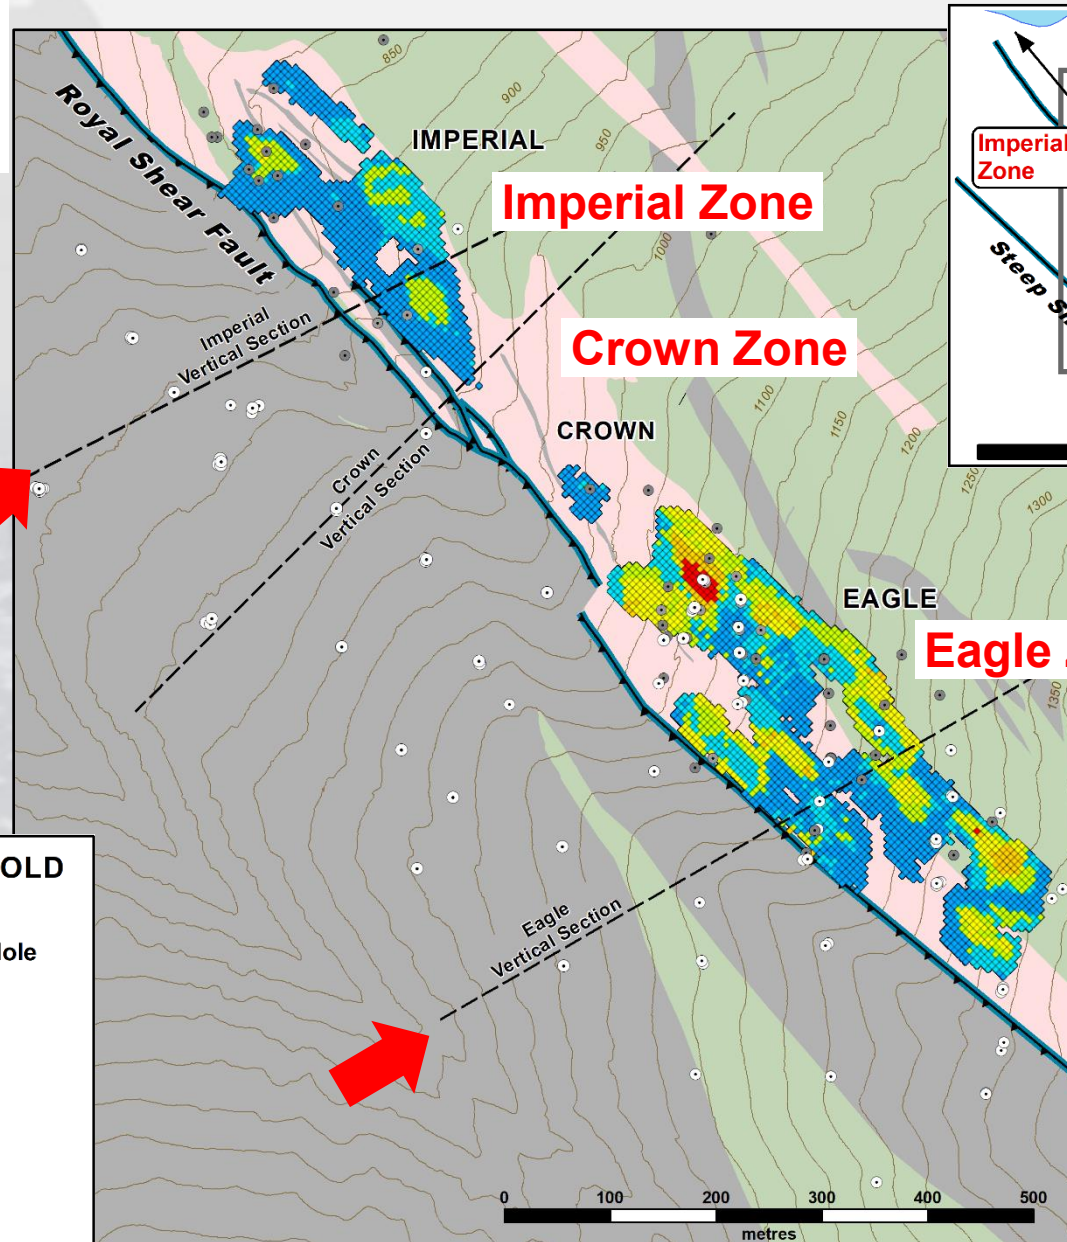 850
900
950
IMPERIAL
Imperial Zone
Royal Shear Fault
1000
Imperial
Zone
Imperial
Vertical Section
Crown Zone
1100
1150
1200
1250
1300
CROWN
Crown
Vertical Section
EAGLE
Eagle
1350
OLD
Eagle
Vertical Section
0 100 200 300 400 500
metres